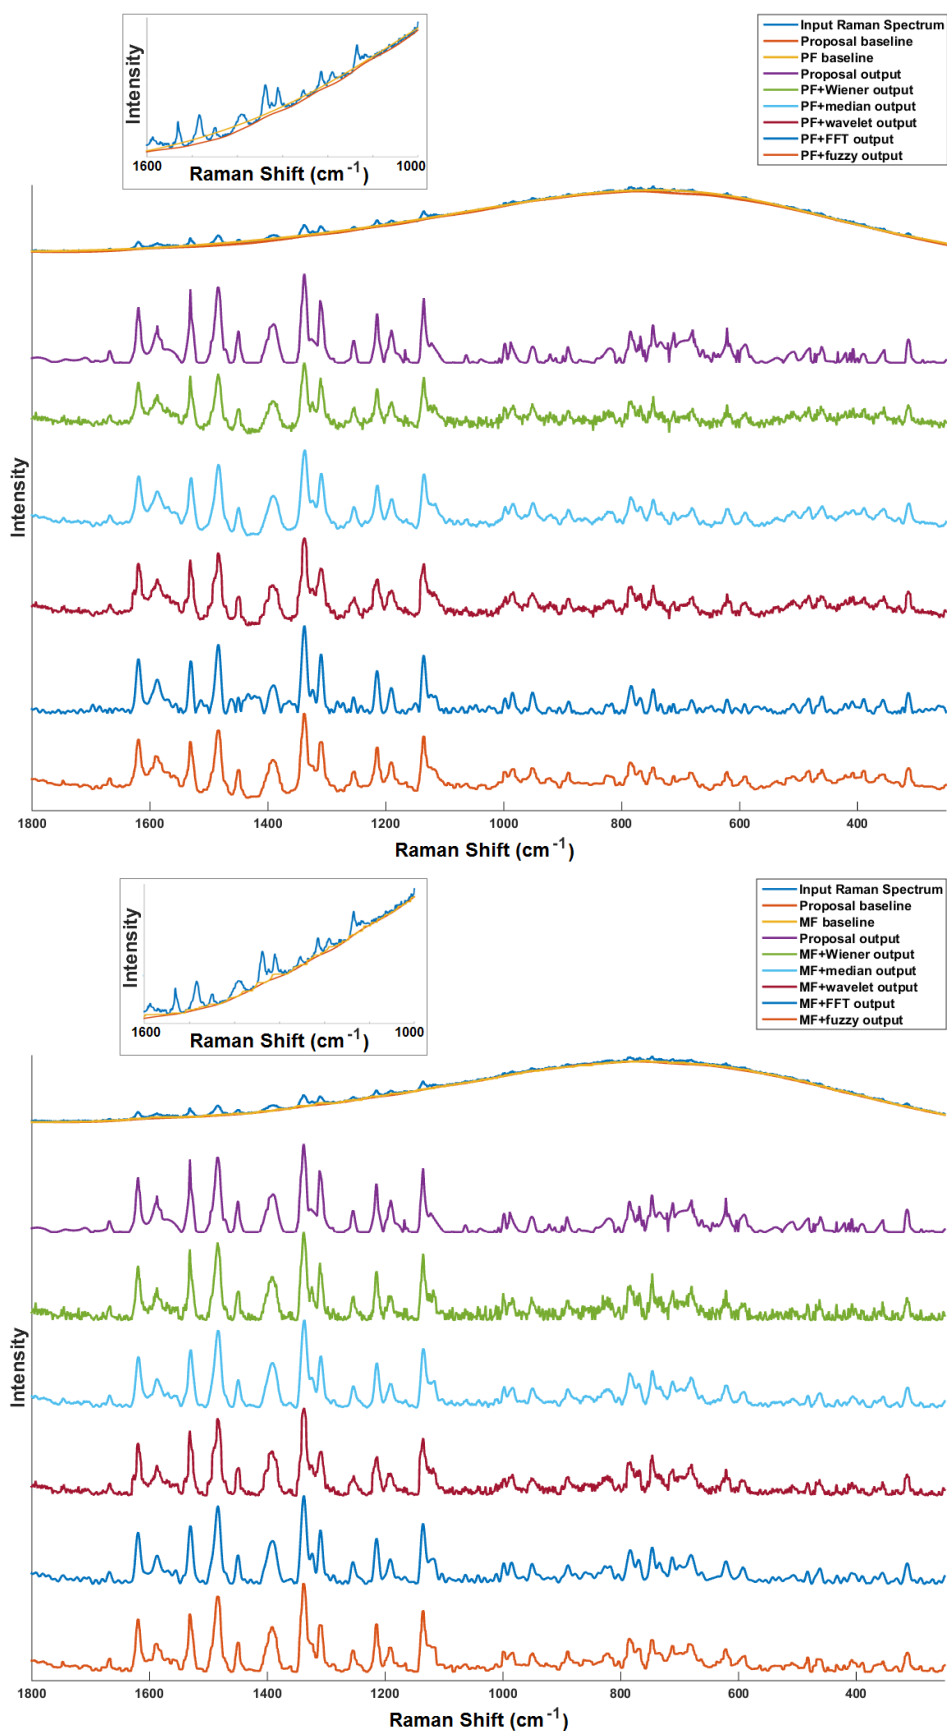 Intensity
1600
1000
Raman Shift (cm-1)
Input Raman Spectrum
Proposal baseline
PF baseline
Proposal output
PF+Wiener output
PF+median output
PF+wavelet output
PF+FFT output
PF+fuzzy output
Intensity
1800
1600
1400
1200
1000
800
600
400
Raman Shift (cm-1)
Intensity
1600
1000
Raman Shift (cm-1)
Input Raman Spectrum
Proposal baseline
MF baseline
Proposal output
MF+Wiener output
MF+median output
MF+wavelet output
MF+FFT output
MF+fuzzy output
Intensity
1800
1600
1400
1200
1000
800
600
400
Raman Shift (cm-1)